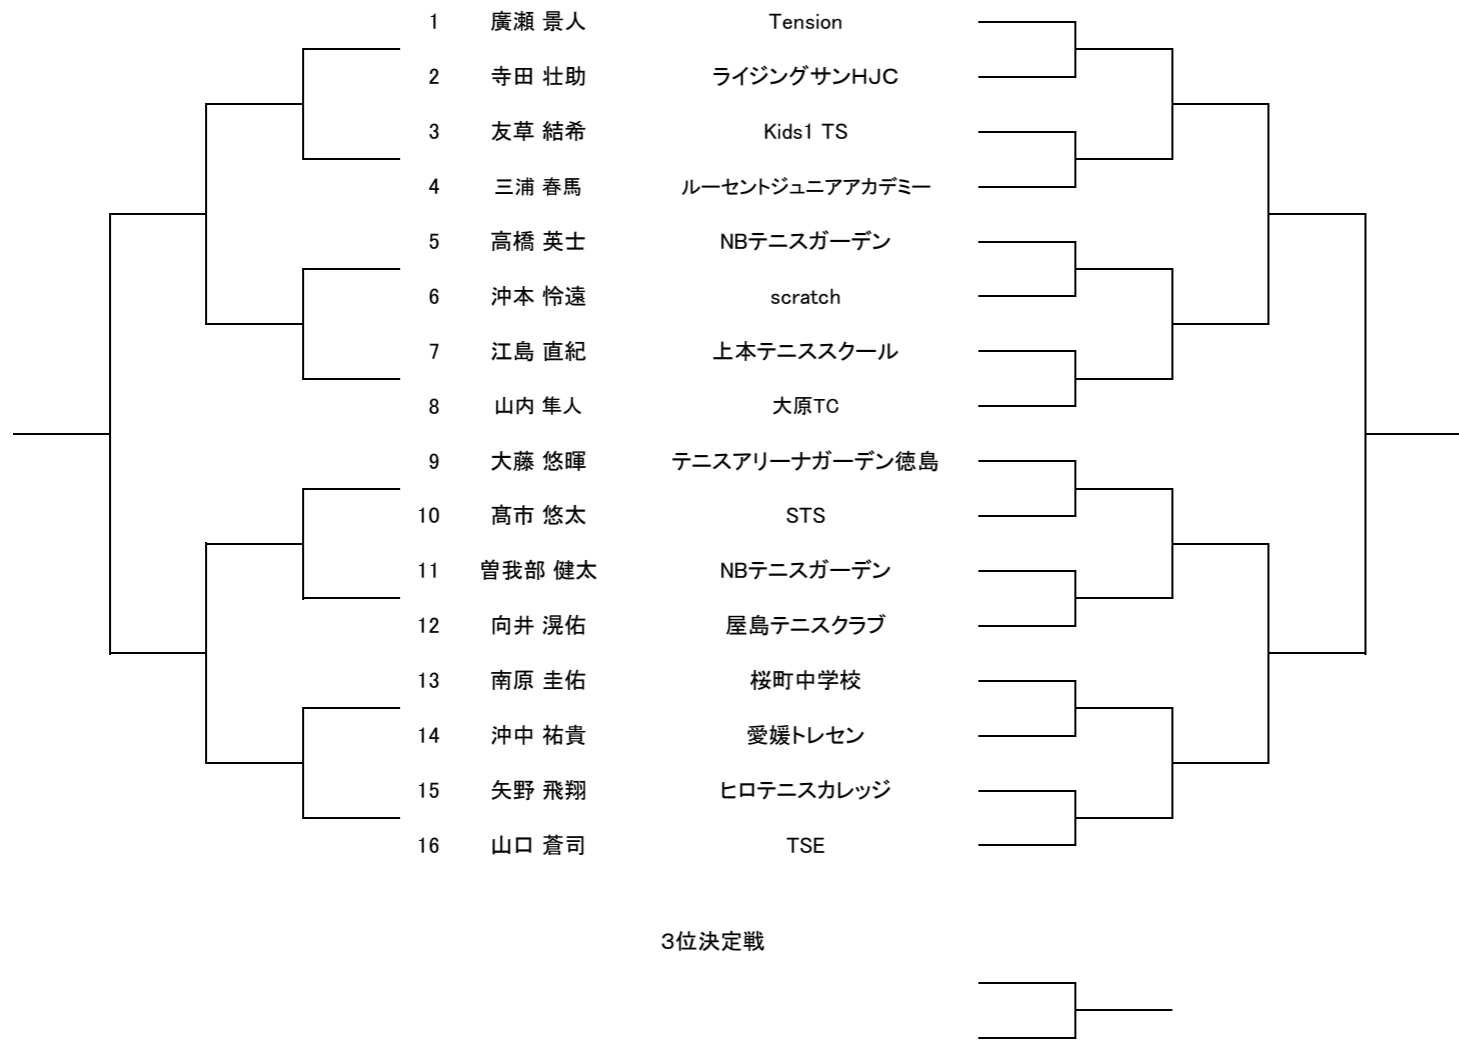 1 廣瀬 景人 Tension
2 寺田 壮助 ライジングサンHJC
3 友草 結希 Kids1 TS
4 三浦 春馬 ルーセントジュニアアカデミー
5 高橋 英士 NBテニスガーデン
6 沖本 怜遠 scratch
7 江島 直紀 上本テニススクール
8 山内 隼人 大原TC
9 大藤 悠暉 テニスアリーナガーデン徳島
10 髙市 悠太 STS
11 曽我部 健太 NBテニスガーデン
12 向井 滉佑 屋島テニスクラブ
13 南原 圭佑 桜町中学校
14 沖中 祐貴 愛媛トレセン
15 矢野 飛翔 ヒロテニスカレッジ
16 山口 蒼司 TSE
３位決定戦